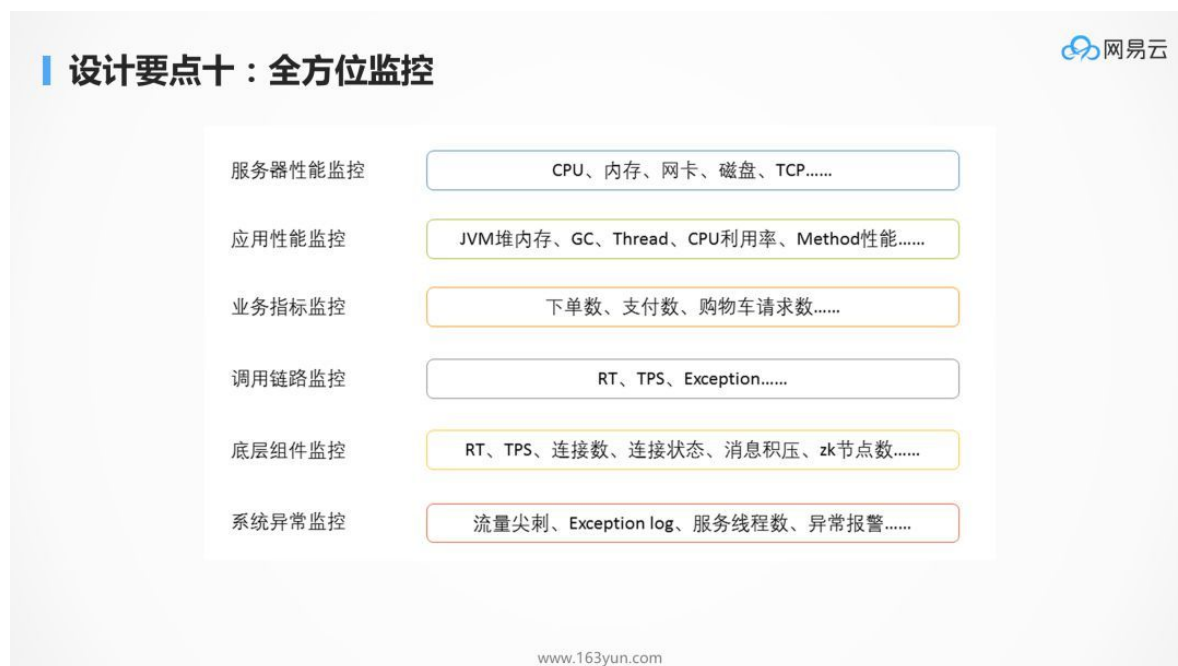 网易云
设计要点十：全方位监控
服务器性能监控
CPU、内存、网卡、磁盘、TCP……
应用性能监控
JVM堆内存、GC、Thread、CPU利用率、Method性能……
业务指标监控
下单数、支付数、购物车请求数……
调用链路监控
RT、TPS、Exception……
底层组件监控
RT、TPS、连接数、连接状态、消息积压、zk节点数……
系统异常监控
流量尖刺、Exception log、服务线程数、异常报警……
www.163yun.com